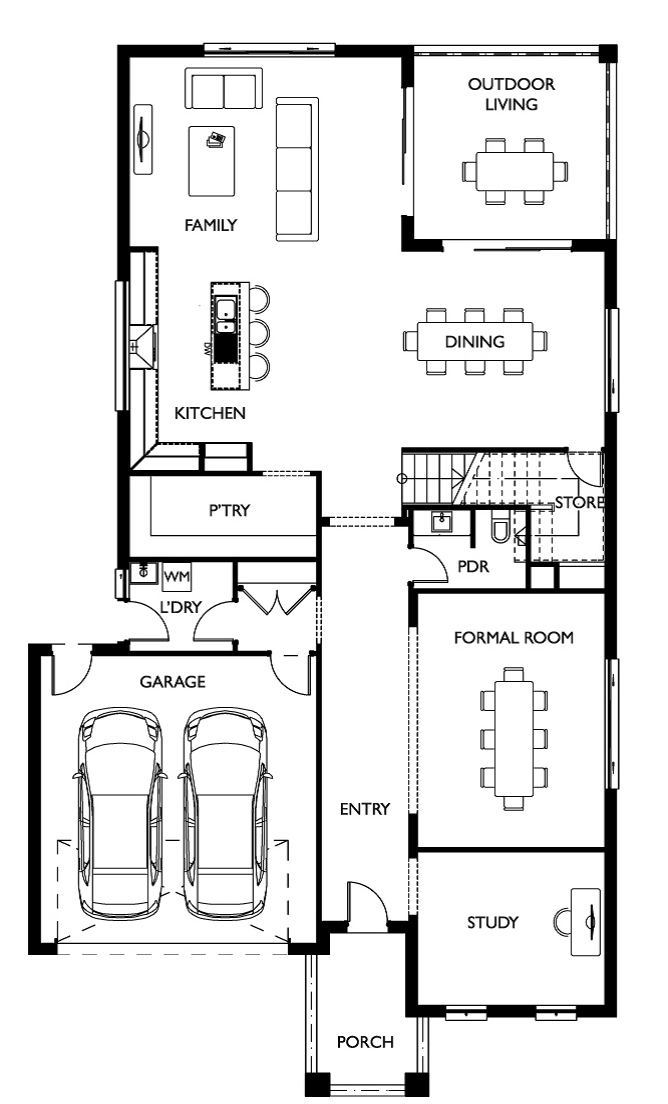 OUTDOOR
LIVING
FAMILY
DINING
DW
KITCHEN
STORE
P'TRY
PDR
WM
L'DRY
FORMAL ROOM
GARAGE
ENTRY
STUDY
PORCH